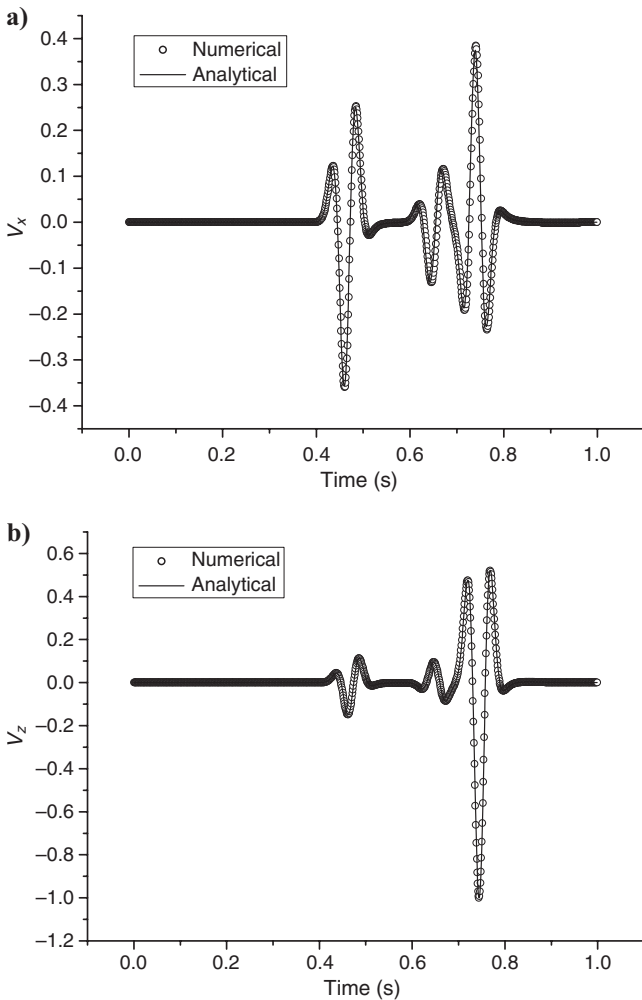 a)
Numerical
Analytical
0.4
0.3
0.2
0.1
0.0
–0.1
–0.2
–0.3
–0.4
Vx
0.0 0.2 0.4 0.6 0.8 1.0
Time (s)
b)
Numerical
Analytical
0.6
0.4
0.2
0.0
–0.2
–0.4
–0.6
–0.8
–1.0
–1.2
Vz
0.0 0.2 0.4 0.6 0.8 1.0
Time (s)